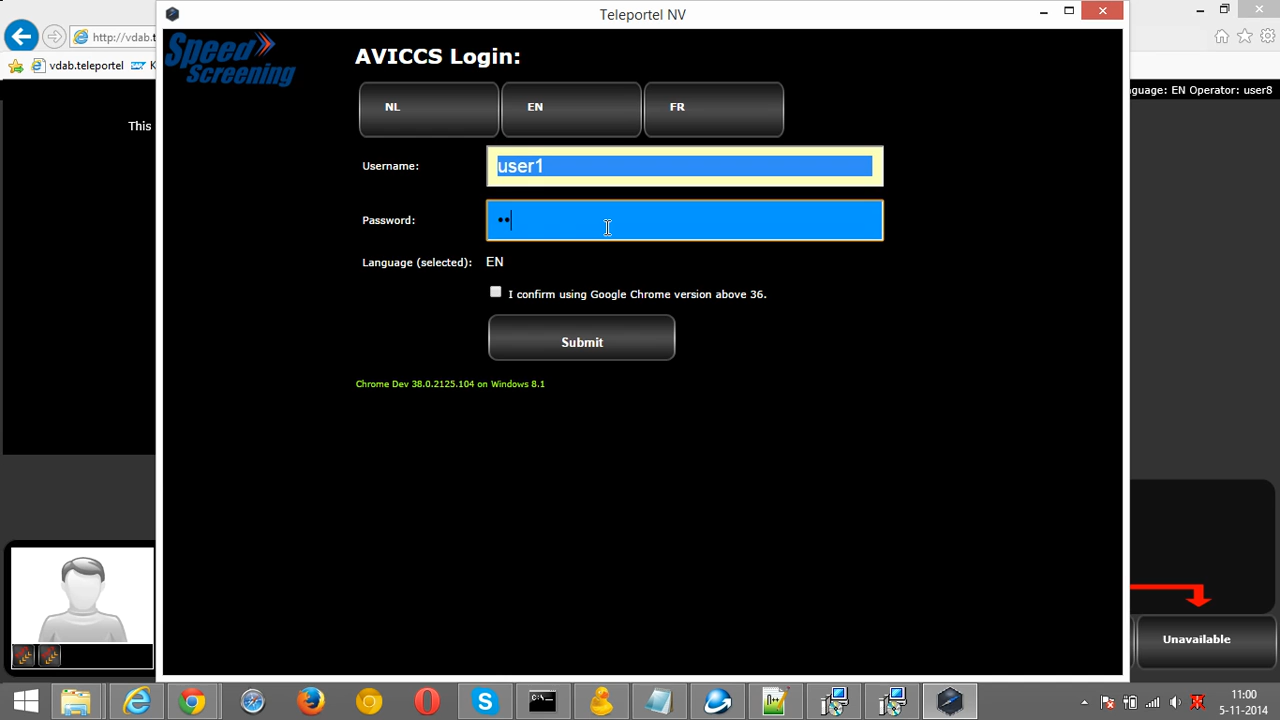 Teleportel NV
http://vdab.t
vdab.teleportel
K
Speed
Screening
AVICCS Login:
NL
EN
FR
guage: EN Operator: user8
This
Username:
user1
Password:
••
Language (selected):
EN
I confirm using Google Chrome version above 36.
Submit
Chrome Dev 38.0.2125.104 on Windows 8.1
Unavailable
C:\
11:00
5-11-2014